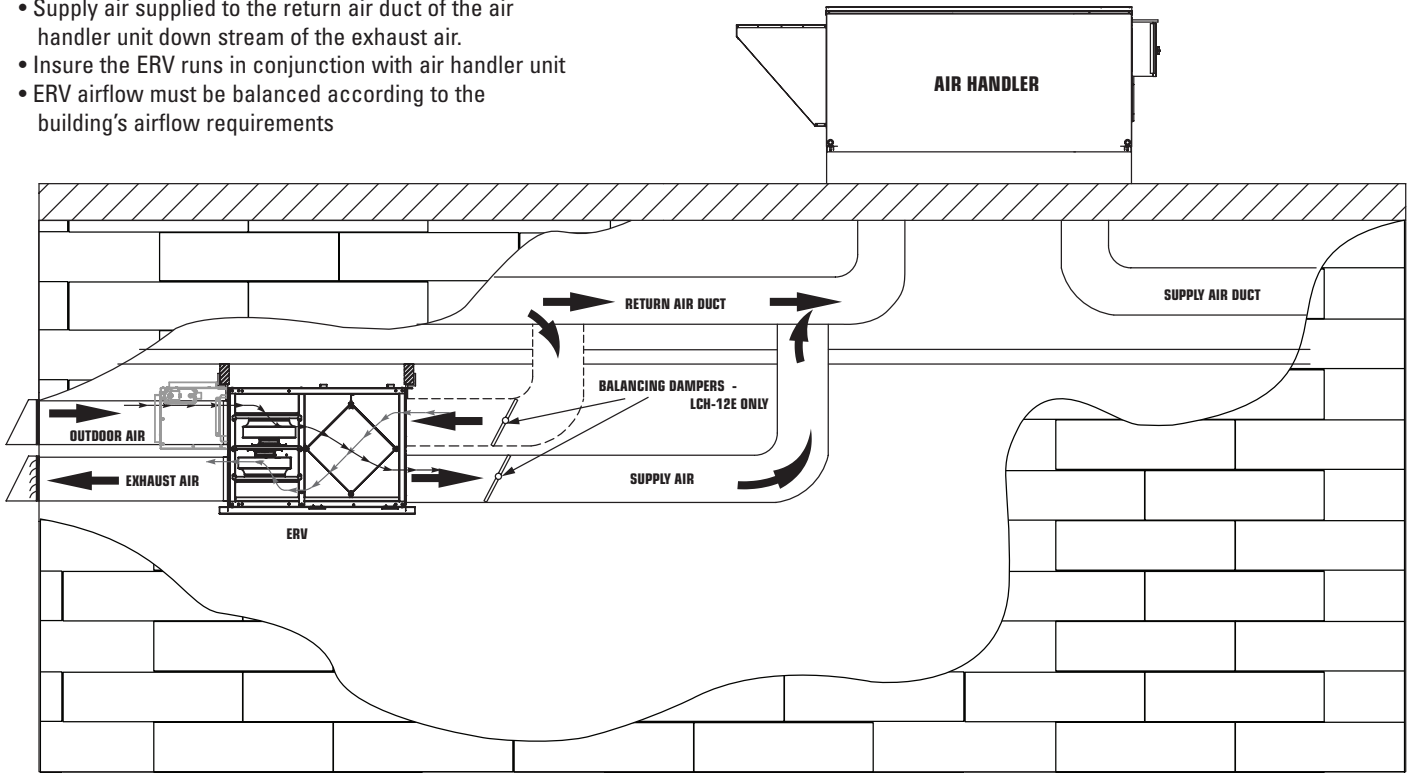 • Supply air supplied to the return air duct of the air
handler unit down stream of the exhaust air.
• Insure the ERV runs in conjunction with air handler unit
• ERV airflow must be balanced according to the
building's airflow requirements
AIR HANDLER
RETURN AIR DUCT
SUPPLY AIR DUCT
BALANCING DAMPERS -
LCH-12E ONLY
OUTDOOR AIR
EXHAUST AIR
SUPPLY AIR
ERV